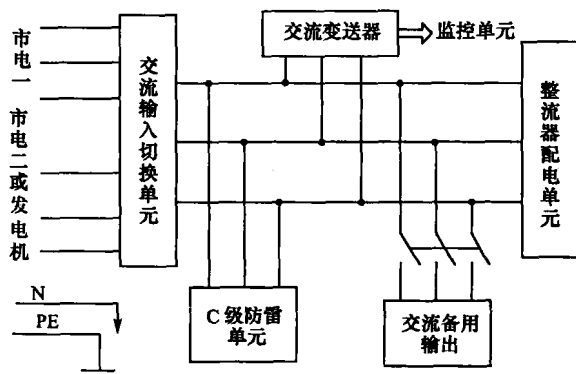 市电一
市电二或发电机
交流输入切换单元
交流变送器
监控单元
整流器配电单元
N
PE
C 级防雷
单元
交流备用
输出